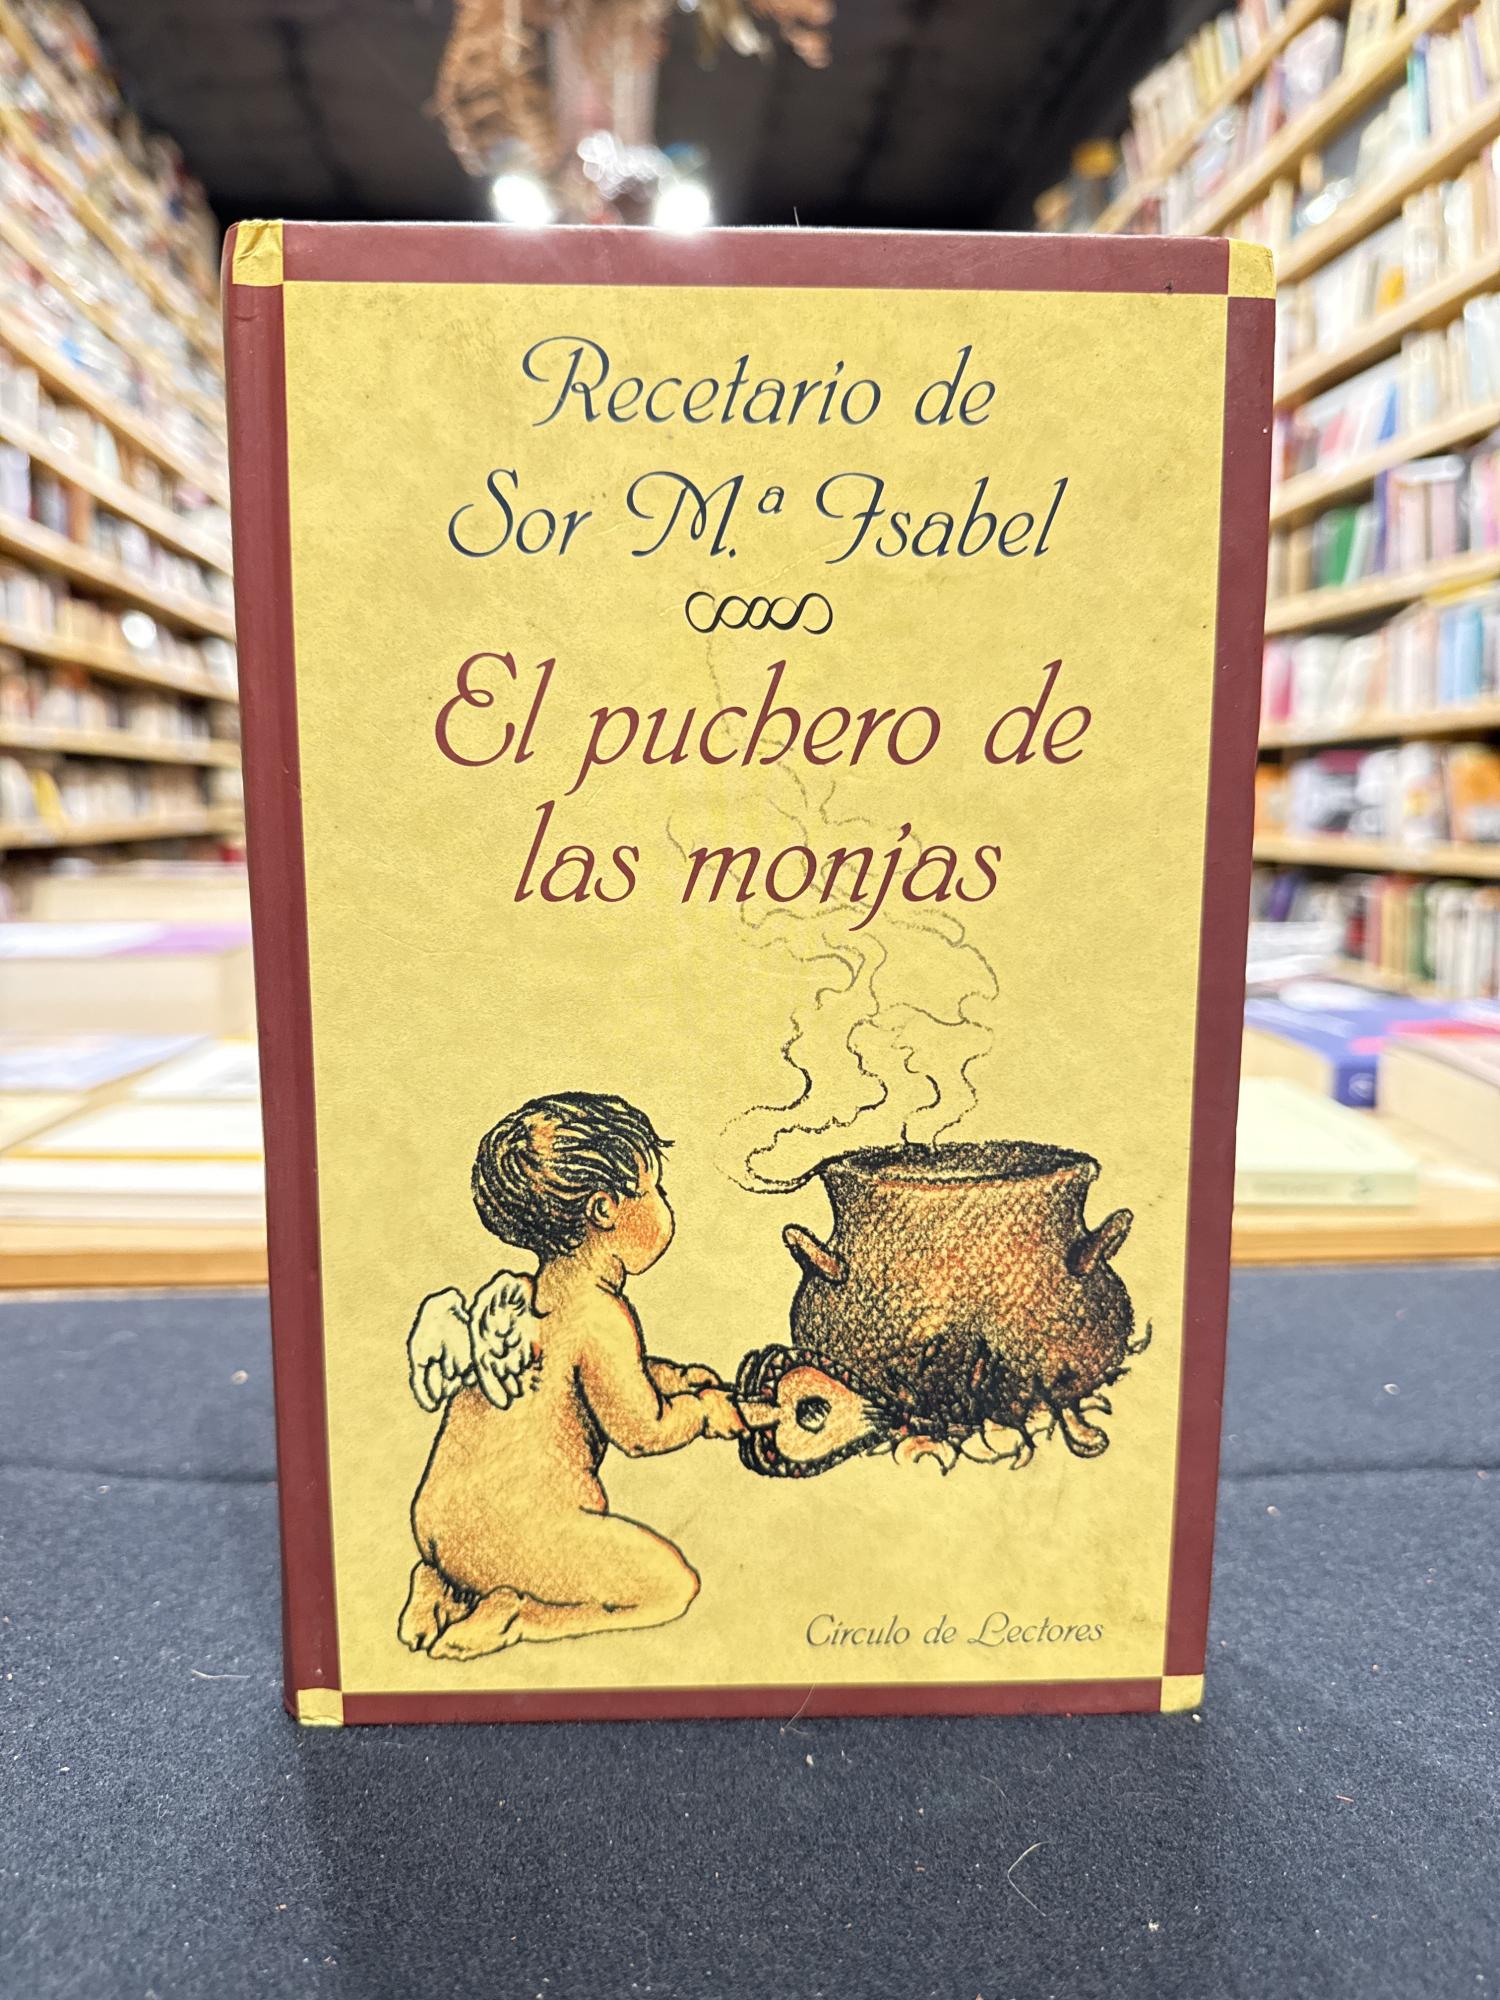 Recetario de
Sor M.ª Isabel
El puchero de
las monjas
Círculo de Lectores